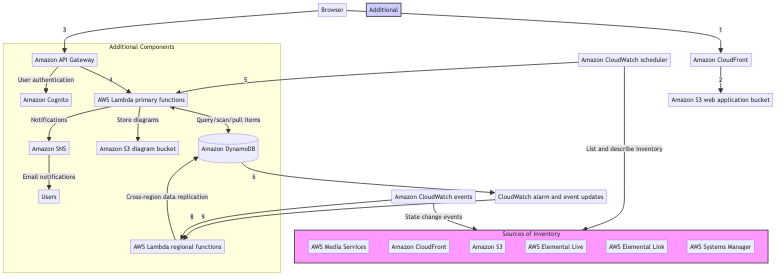 Browser
Additional
3
1
Additional Components
Amazon API Gateway
Amazon CloudWatch scheduler
Amazon CloudFront
User authentication
4
5
2
Amazon Cognito
AWS Lambda primary functions
Amazon S3 web application bucket
Notifications
Store diagrams
Query/scan/pull items
Amazon SNS
Amazon S3 diagram bucket
Amazon DynamoDB
List and describe inventory
Email notifications
6
Users
Cross-region data replication
Amazon CloudWatch events
CloudWatch alarm and event updates
8
9
State change events
AWS Lambda regional functions
Sources of Inventory
AWS Media Services
Amazon CloudFront
Amazon S3
AWS Elemental Live
AWS Elemental Link
AWS Systems Manager